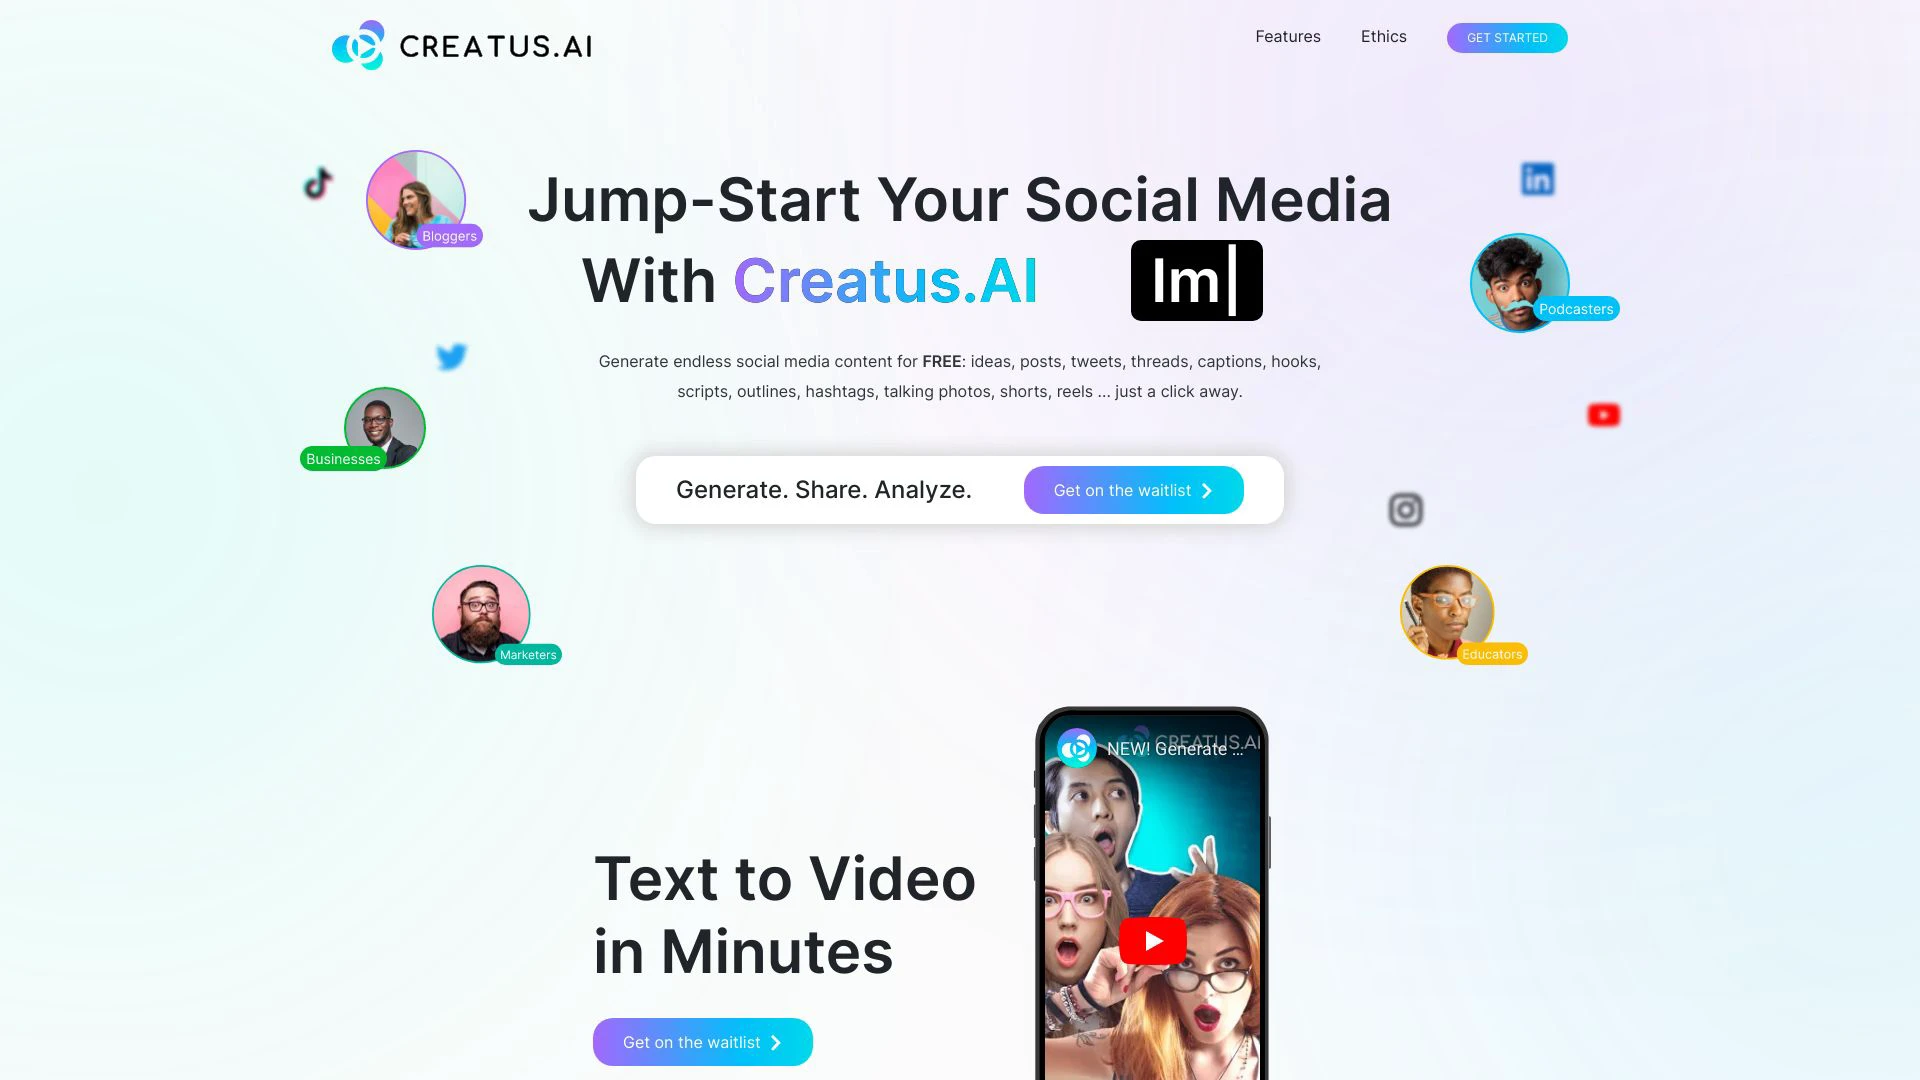 CREATUS.AI
Features
Ethics
GET STARTED
Jump-Start Your Social Media
With Creatus.AI Im
Generate endless social media content for FREE: ideas, posts, tweets, threads, captions, hooks,
scripts, outlines, hashtags, talking photos, shorts, reels ... just a click away.
Generate. Share. Analyze.
Get on the waitlist
Bloggers
Podcasters
in
Businesses
Marketers
Educators
CREATUS.AI
NEW! Generate ...
Text to Video
in Minutes
Get on the waitlist